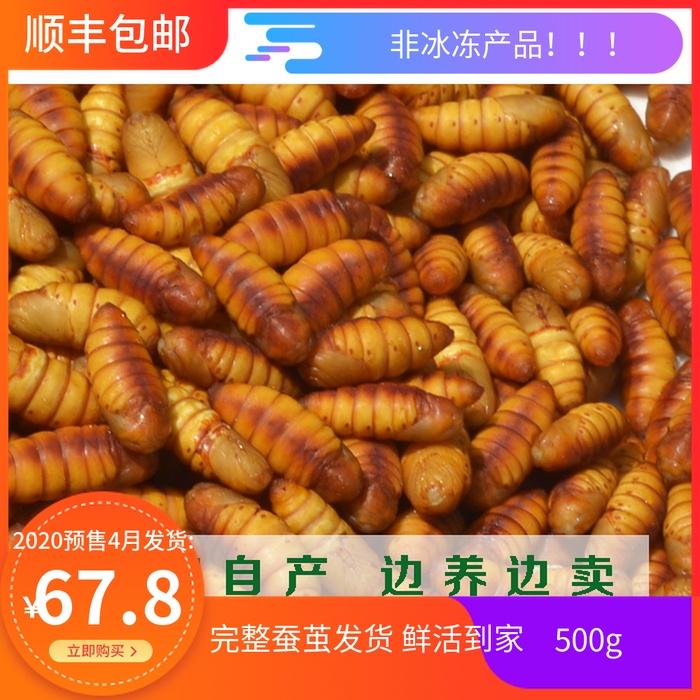 顺丰包邮
非冰冻产品！！！
自产 边养边卖
2020预售4月发货:
¥67.8
立即购买 >
完整蚕茧发货 鲜活到家 500g